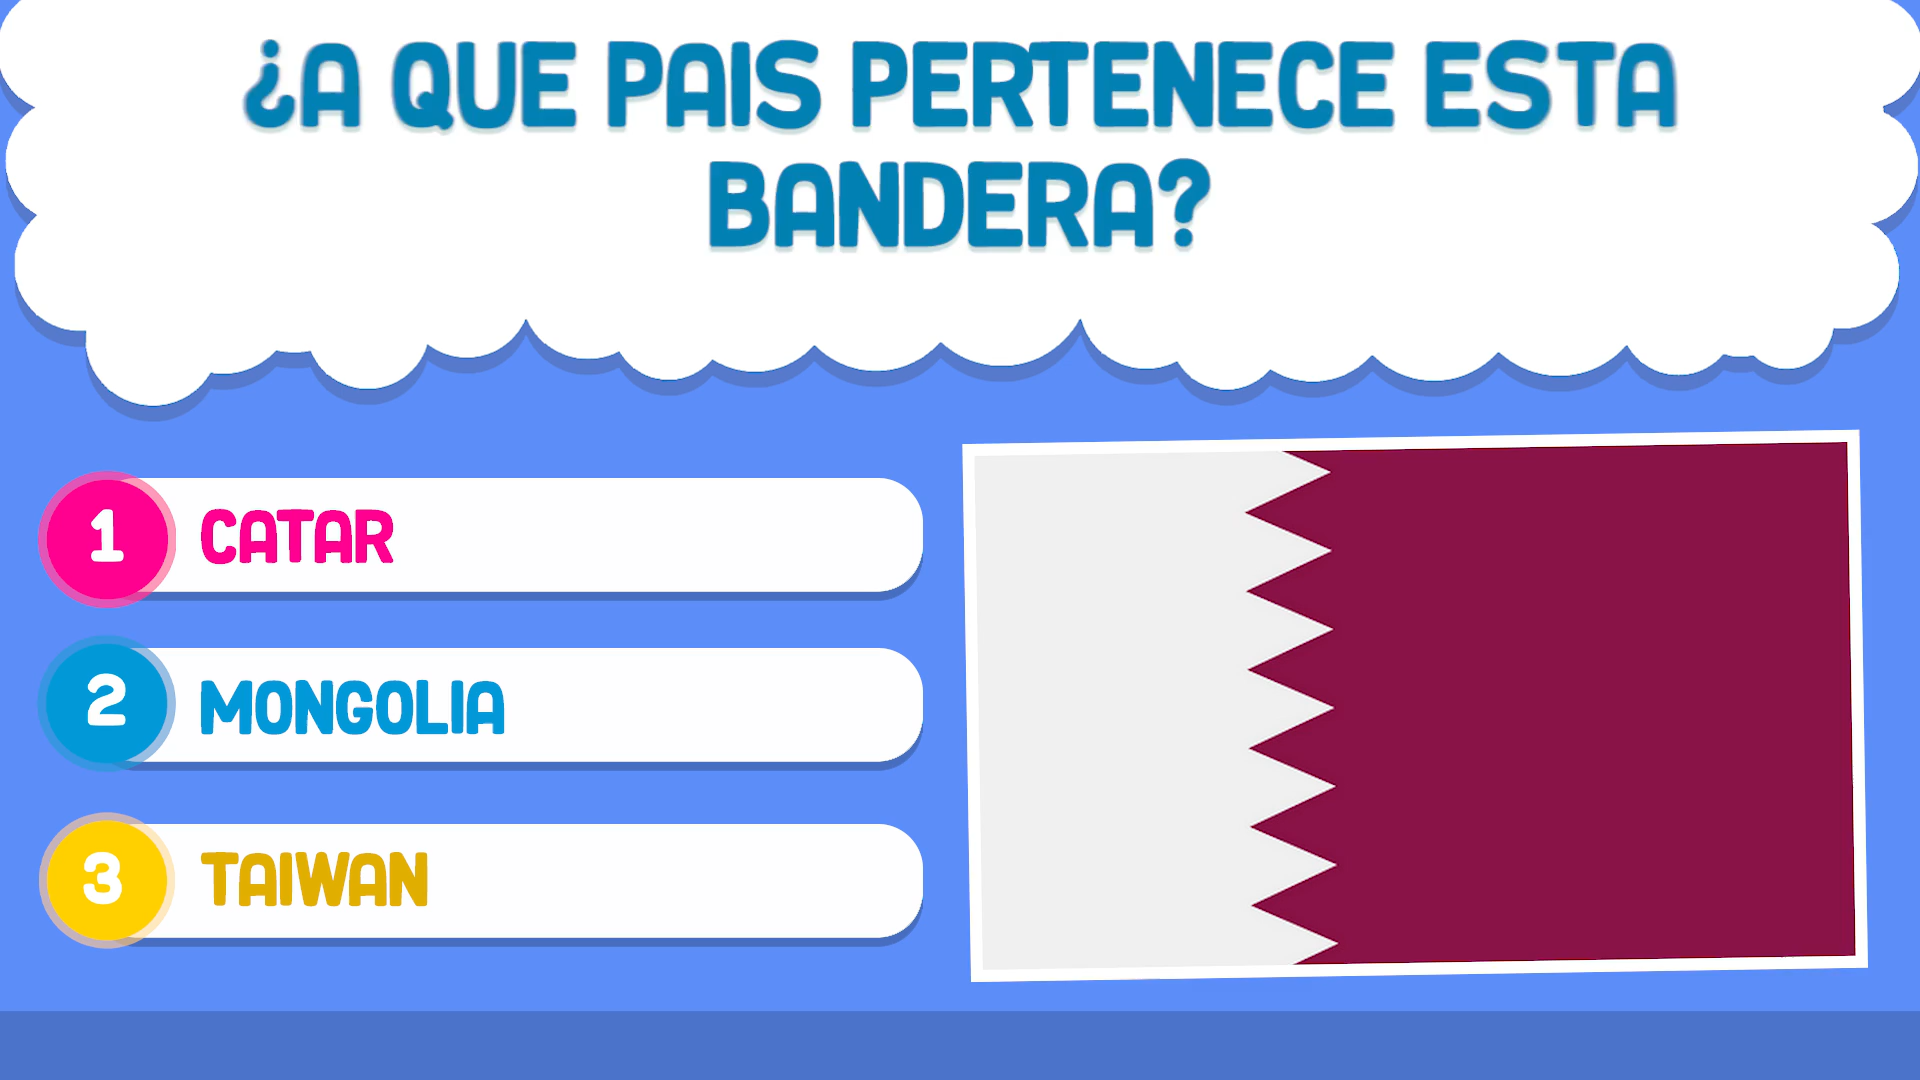 ¿A QUE PAIS PERTENECE ESTA
BANDERA?
1 CATAR
2 MONGOLIA
3 TAIWAN